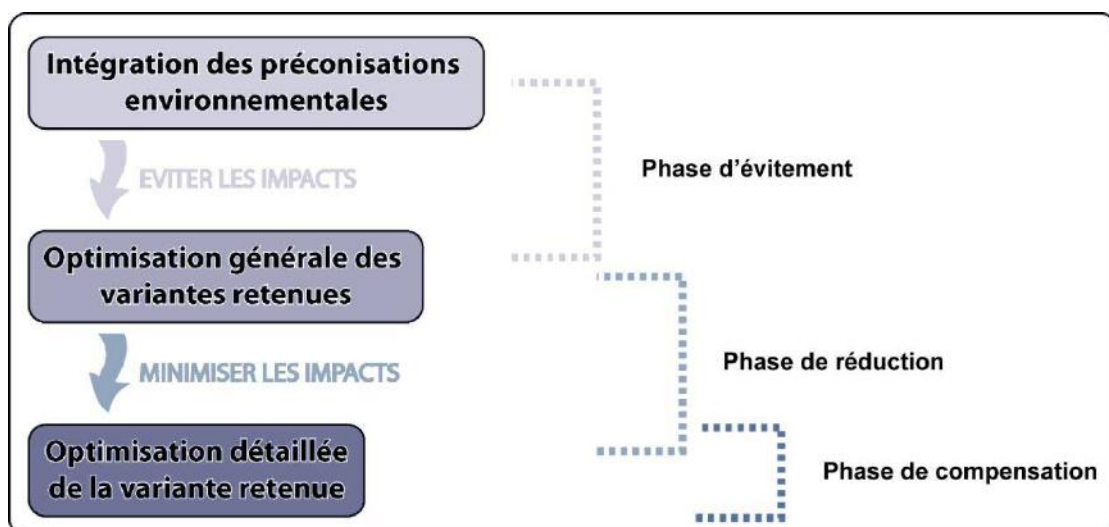 Intégration des préconisations
environnementales
EVITER LES IMPACTS
Phase d'évitement
Optimisation générale des
variantes retenues
MINIMISER LES IMPACTS
Phase de réduction
Optimisation détaillée
de la variante retenue
Phase de compensation